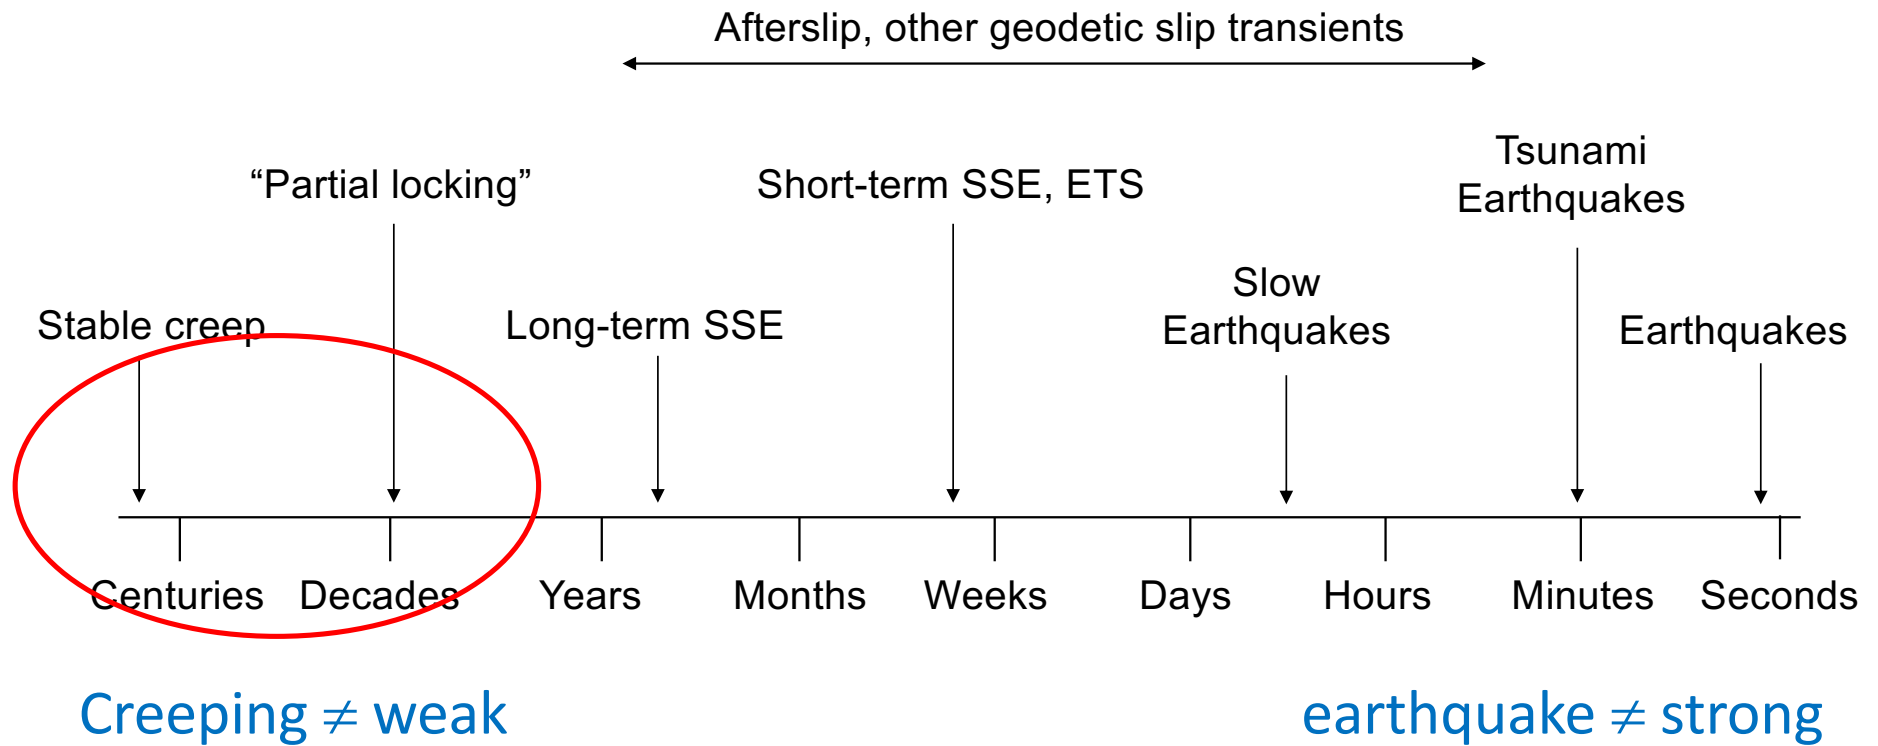 Afterslip, other geodetic slip transients
“Partial locking”
Short-term SSE, ETS
Tsunami
Earthquakes
Stable creep
Long-term SSE
Slow
Earthquakes
Earthquakes
Centuries Decades Years Months Weeks Days Hours Minutes Seconds
Creeping ≠ weak
earthquake ≠ strong